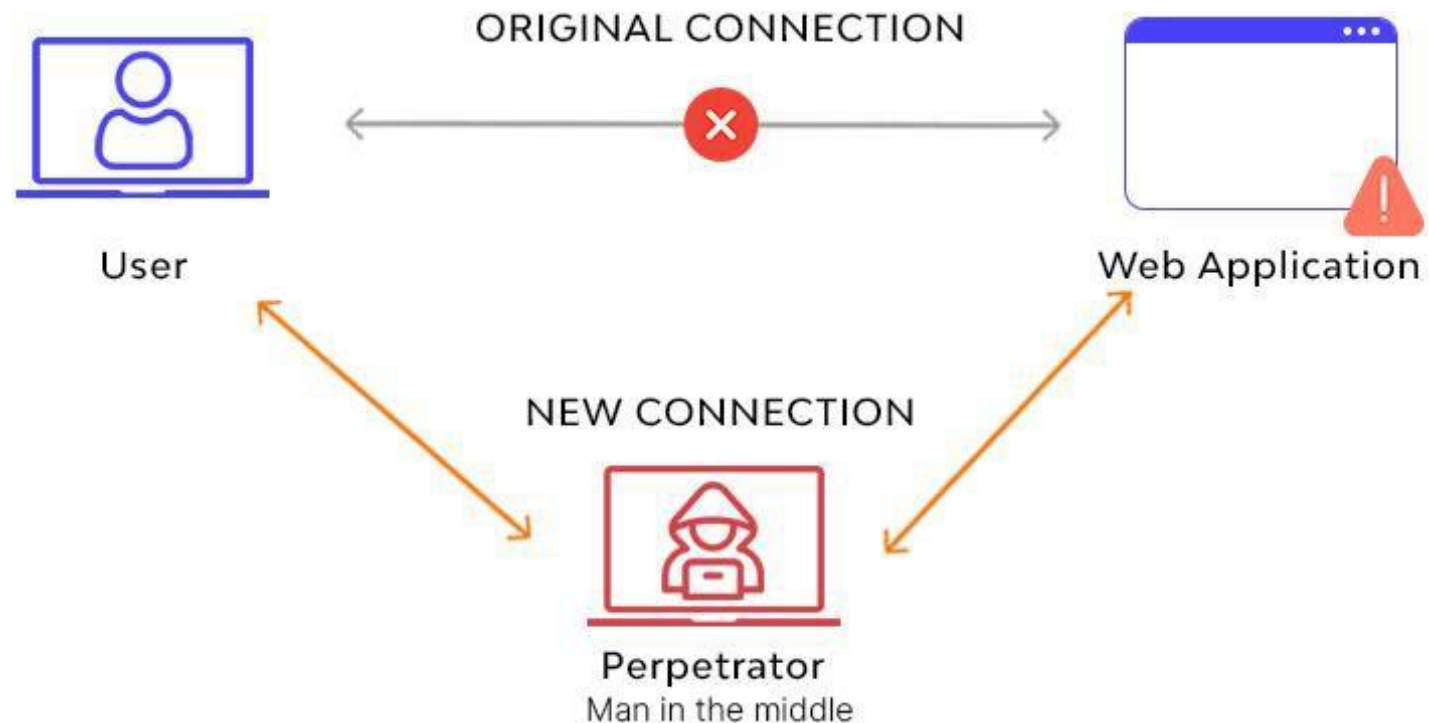 ORIGINAL CONNECTION
User
Web Application
NEW CONNECTION
Perpetrator
Man in the middle